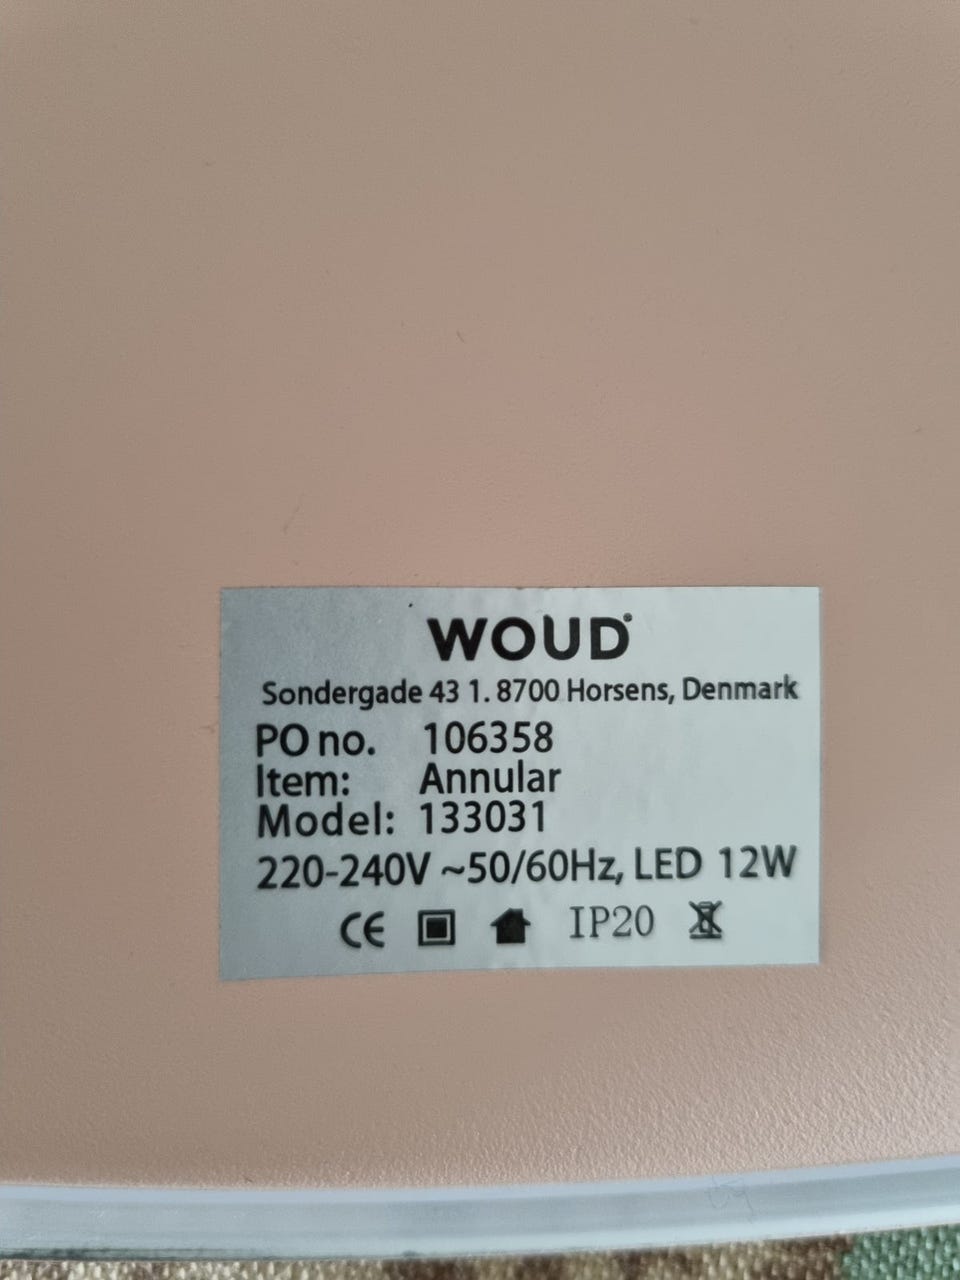 WOUD®
Sondergade 43 1. 8700 Horsens, Denmark
PO no. 106358
Item: Annular
Model: 133031
220-240V ~50/60Hz, LED 12W
CE IP20